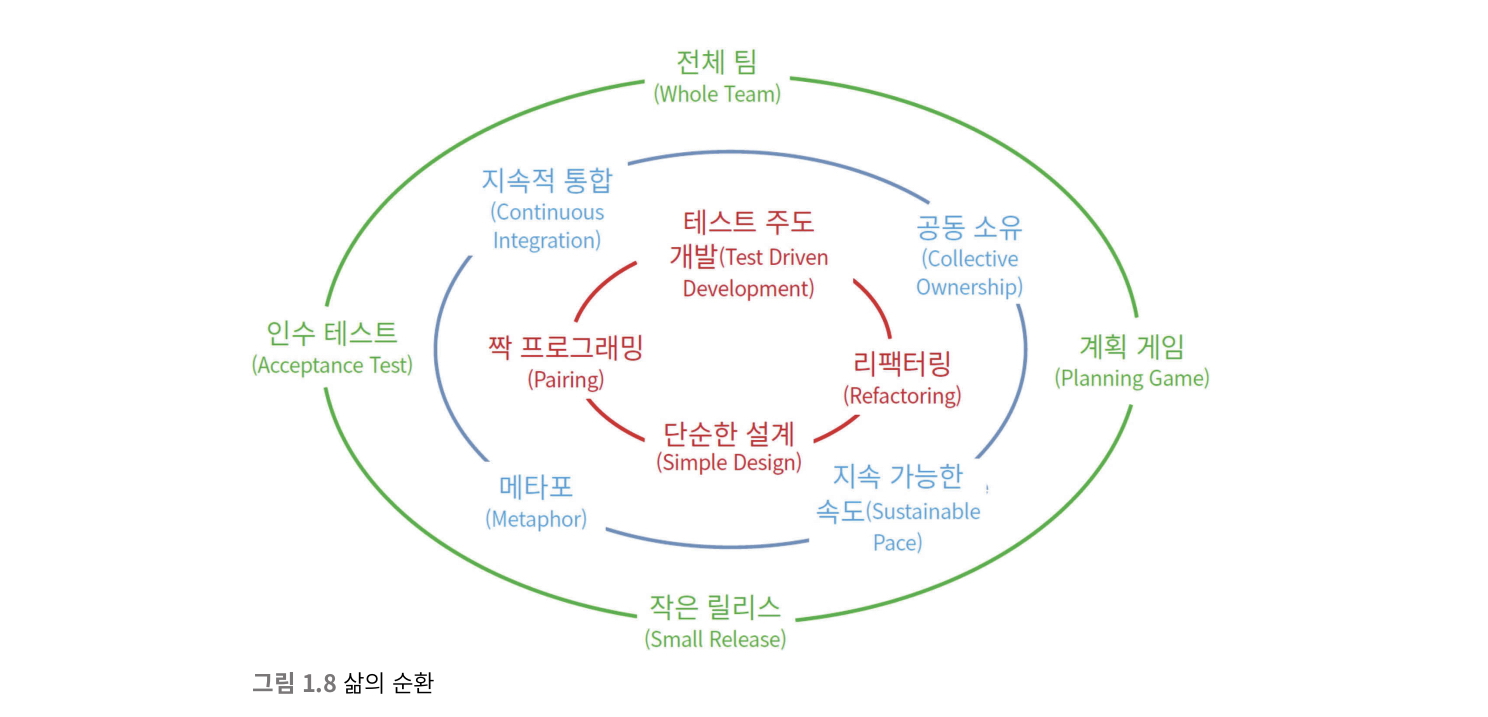 전체 팀
(Whole Team)
지속적 통합
(Continuous
Integration)
테스트 주도
개발(Test Driven
Development)
공동 소유
(Collective
Ownership)
인수 테스트
(Acceptance Test)
짝 프로그래밍
(Pairing)
리팩터링
(Refactoring)
계획 게임
(Planning Game)
단순한 설계
(Simple Design)
메타포
(Metaphor)
지속 가능한
속도(Sustainable
Pace)
작은 릴리스
(Small Release)
그림 1.8 삶의 순환